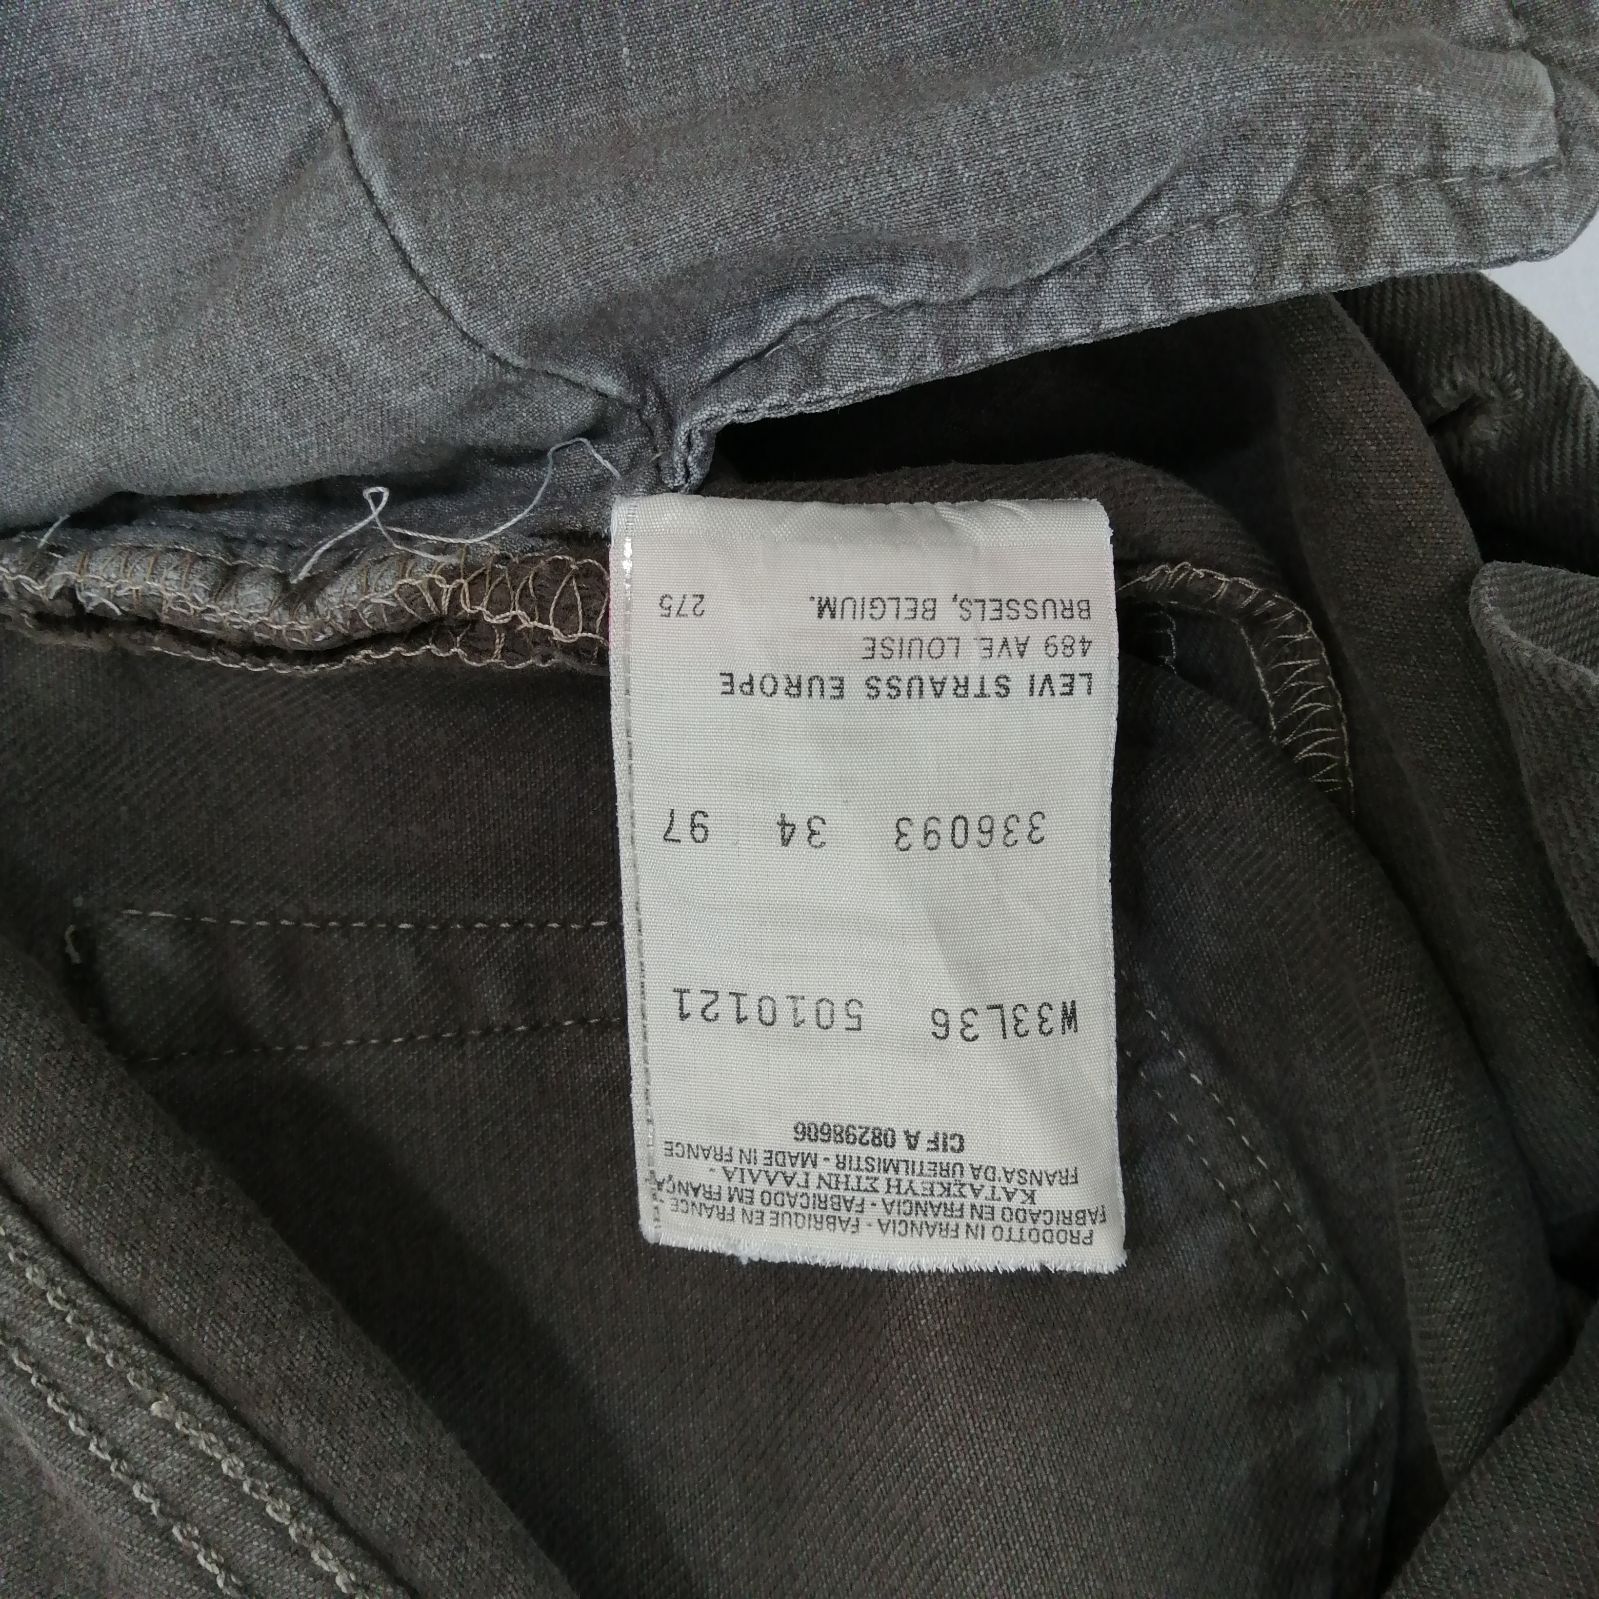 PRODOTTO IN FRANCIA - FABRIQUE EN FRANCE
FABRICADO EN FRANCIA - FABRICADO EM FRANÇA
ΚΑΤΑΣΚΕΥΗ ΣΤΗΝ ΓΑΛΛΙΑ -
FRANSA DA ÜRETILMISTIR - MADE IN FRANCE
CIF A 08298606
W33L36 5010121
336093 34 97
LEVI STRAUSS EUROPE
489 AVE. LOUISE
BRUSSELS, BELGIUM. 275